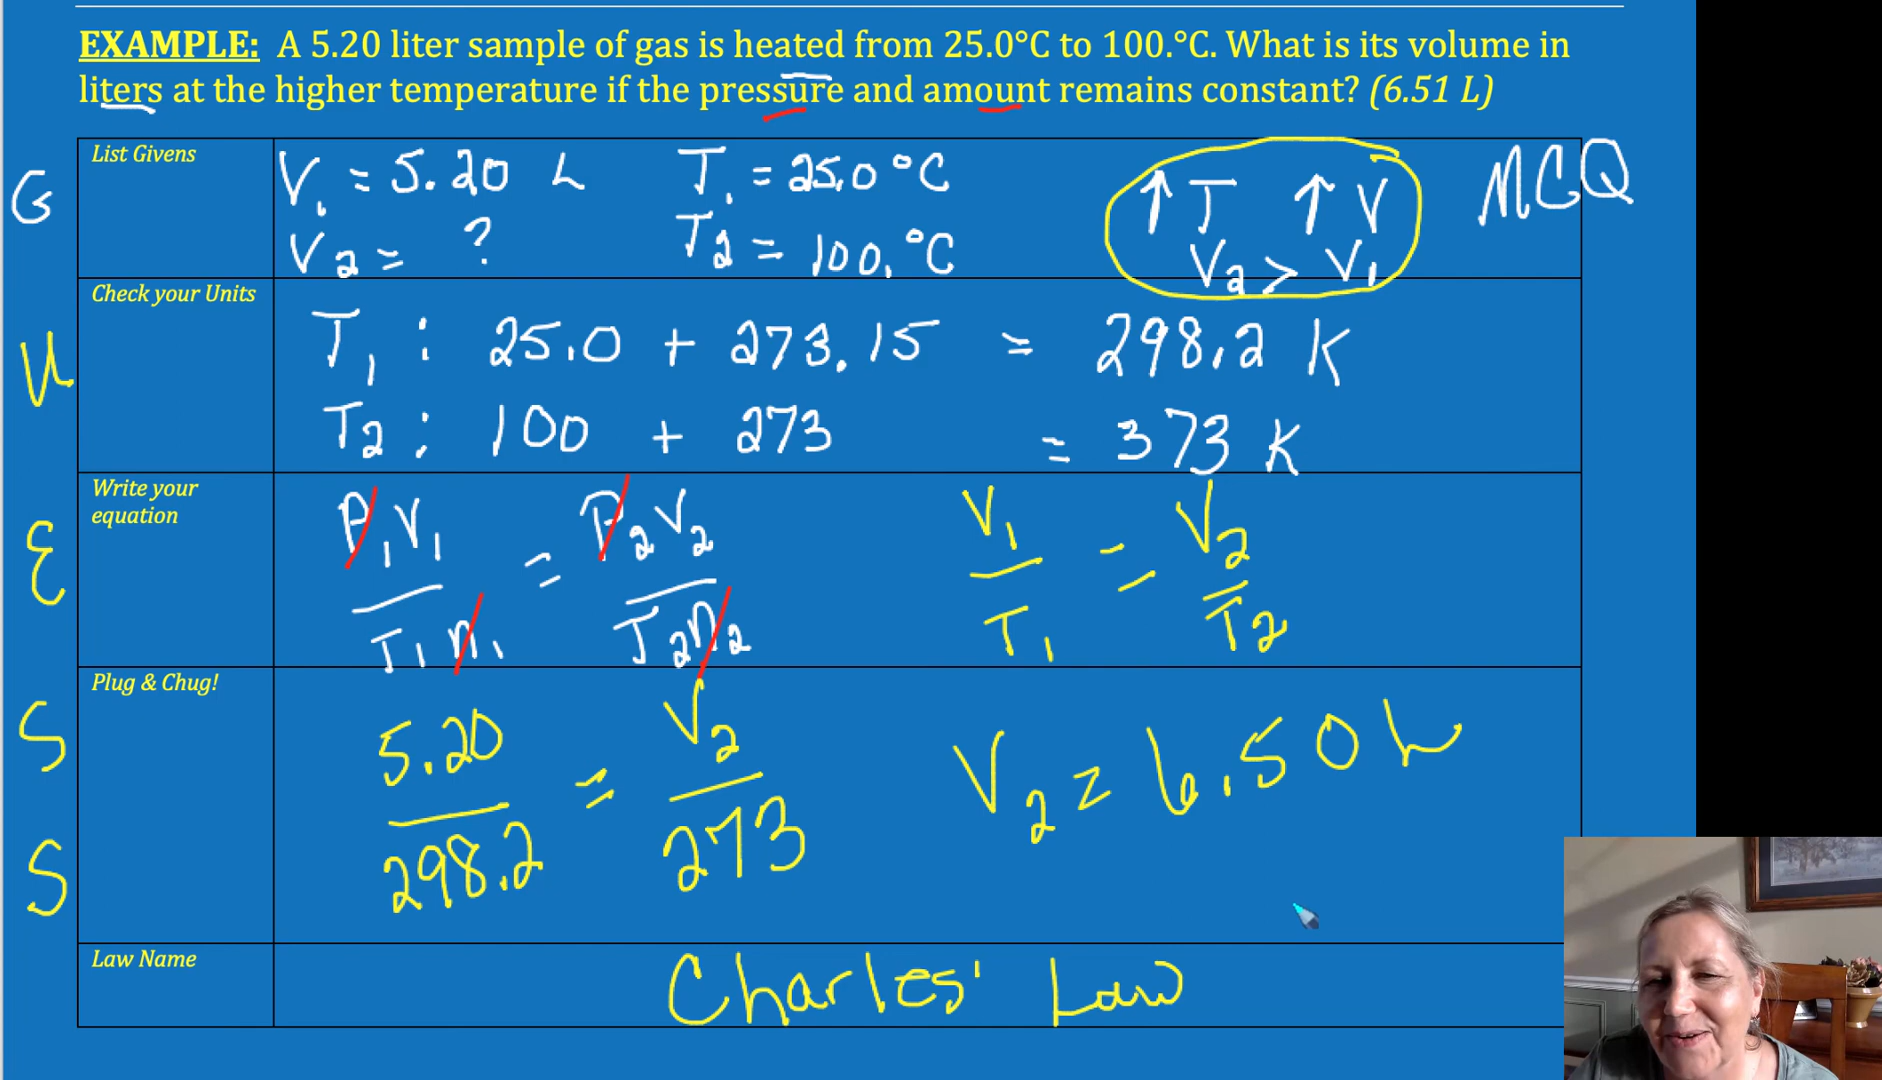 EXAMPLE: A 5.20 liter sample of gas is heated from 25.0°C to 100.°C. What is its volume in
liters at the higher temperature if the pressure and amount remains constant? (6.51 L)
G
List Givens
V₁ = 5.20 L T₁ = 25.0 °C
V₂ = ? T₂ = 100. °C
↑ T ↑ V
V₂ > V₁
MCQ
U
Check your Units
T₁ : 25.0 + 273.15 = 298.2 K
T₂ : 100 + 273 = 373 K
E
Write your
equation
P₁V₁ / T₁n₁ = P₂V₂ / T₂n₂
V₁ / T₁ = V₂ / T₂
S
S
Plug & Chug!
5.20 / 298.2 = V₂ / 273
V₂ = 6.50 L
Law Name
Charles' Law